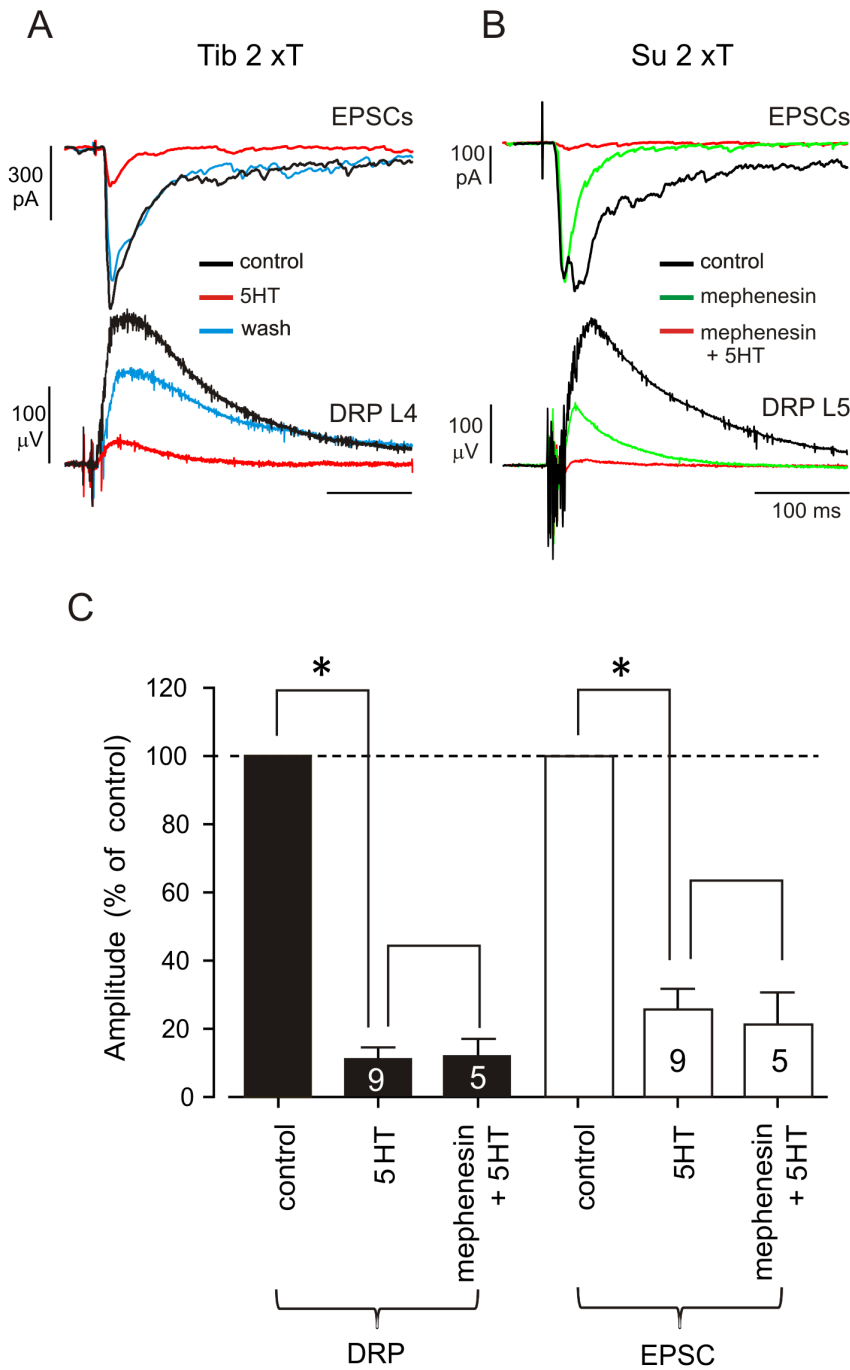 A
Tib 2 xT
EPSCs
300
pA
control
5HT
wash
100
µV
DRP L4
B
Su 2 xT
EPSCs
100
pA
control
mephenesin
mephenesin
+ 5HT
100
µV
DRP L5
100 ms
C
Amplitude (% of control)
120
100
80
60
40
20
0
*
*
9
5
9
5
control
5HT
mephenesin
+ 5HT
control
5HT
mephenesin
+ 5HT
DRP
EPSC